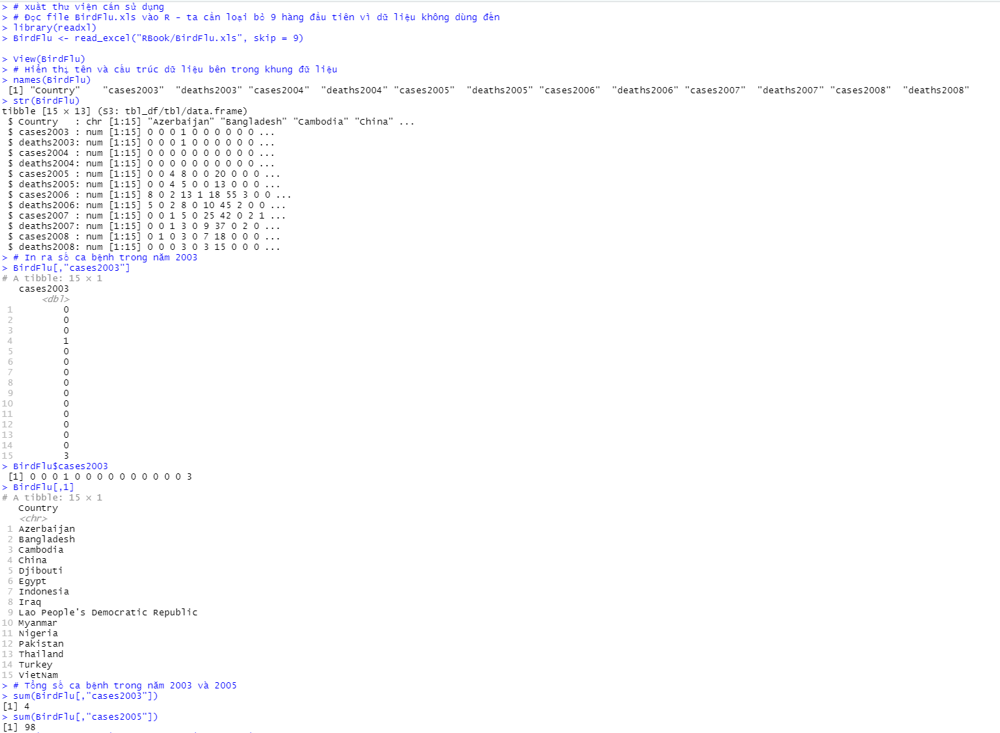 > # xuất thư viện cần sử dụng
> # Đọc file BirdFlu.xls vào R - ta cần loại bỏ 9 hàng đầu tiên vì dữ liệu không dùng đến
> library(readxl)
> BirdFlu <- read_excel("RBook/BirdFlu.xls", skip = 9)
> View(BirdFlu)
> # Hiển thị tên và cấu trúc dữ liệu bên trong khung đữ liệu
> names(BirdFlu)
[1] "Country" "cases2003" "deaths2003" "cases2004" "deaths2004" "cases2005" "deaths2005" "cases2006" "deaths2006" "cases2007" "deaths2007" "cases2008" "deaths2008"
> str(BirdFlu)
tibble [15 x 13] (S3: tbl_df/tbl/data.frame)
$ Country : chr [1:15] "Azerbaijan" "Bangladesh" "Cambodia" "China" ...
$ cases2003 : num [1:15] 0 0 0 1 0 0 0 0 0 0 ...
$ deaths2003: num [1:15] 0 0 0 1 0 0 0 0 0 0 ...
$ cases2004 : num [1:15] 0 0 0 0 0 0 0 0 0 0 ...
$ deaths2004: num [1:15] 0 0 0 0 0 0 0 0 0 0 ...
$ cases2005 : num [1:15] 0 0 4 8 0 0 20 0 0 0 ...
$ deaths2005: num [1:15] 0 0 4 5 0 0 13 0 0 0 ...
$ cases2006 : num [1:15] 8 0 2 13 1 18 55 3 0 0 ...
$ deaths2006: num [1:15] 5 0 2 8 0 10 45 2 0 0 ...
$ cases2007 : num [1:15] 0 0 1 5 0 25 42 0 2 1 ...
$ deaths2007: num [1:15] 0 0 1 3 0 9 37 0 2 0 ...
$ cases2008 : num [1:15] 0 1 0 3 0 7 18 0 0 0 ...
$ deaths2008: num [1:15] 0 0 0 3 0 3 15 0 0 0 ...
> # In ra số ca bệnh trong năm 2003
> BirdFlu[,"cases2003"]
# A tibble: 15 x 1
cases2003
<dbl>
1 0
2 0
3 0
4 1
5 0
6 0
7 0
8 0
9 0
10 0
11 0
12 0
13 0
14 0
15 3
> BirdFlu$cases2003
[1] 0 0 0 1 0 0 0 0 0 0 0 0 0 0 3
> BirdFlu[,1]
# A tibble: 15 x 1
Country
<chr>
1 Azerbaijan
2 Bangladesh
3 Cambodia
4 China
5 Djibouti
6 Egypt
7 Indonesia
8 Iraq
9 Lao People's Democratic Republic
10 Myanmar
11 Nigeria
12 Pakistan
13 Thailand
14 Turkey
15 VietNam
> # Tổng số ca bệnh trong năm 2003 và 2005
> sum(BirdFlu[,"cases2003"])
[1] 4
> sum(BirdFlu[,"cases2005"])
[1] 98